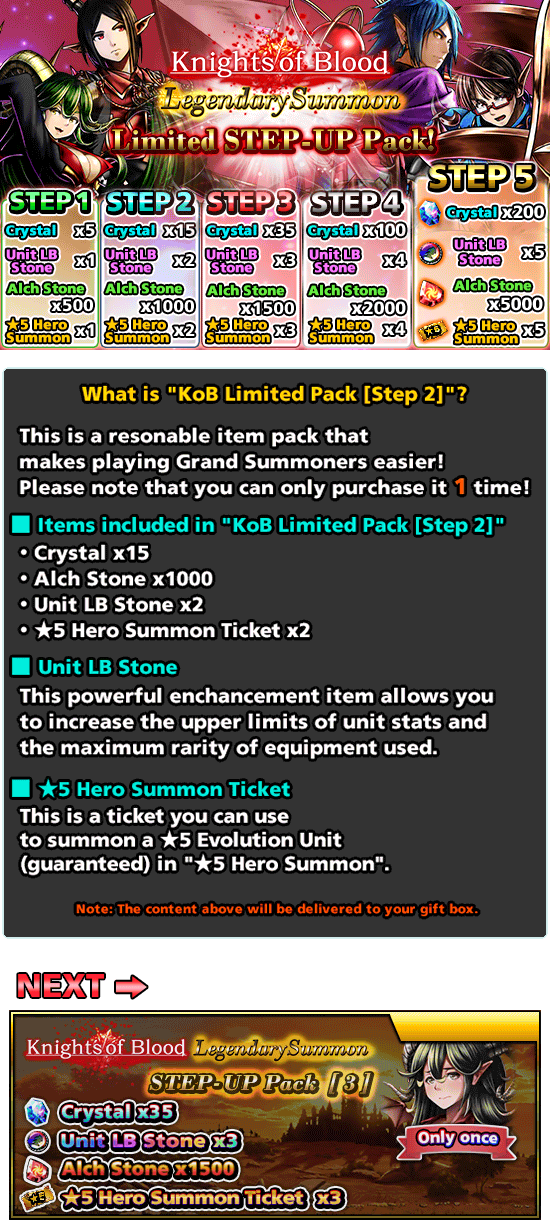 Knights of Blood
Legendary Summon
Limited STEP-UP Pack!
STEP 1
Crystal x5
Unit LB Stone x1
Alch Stone x500
★5 Hero Summon x1
STEP 2
Crystal x15
Unit LB Stone x2
Alch Stone x1000
★5 Hero Summon x2
STEP 3
Crystal x35
Unit LB Stone x3
Alch Stone x1500
★5 Hero Summon x3
STEP 4
Crystal x100
Unit LB Stone x4
Alch Stone x2000
★5 Hero Summon x4
STEP 5
Crystal x200
Unit LB Stone x5
Alch Stone x5000
★5 Hero Summon x5
What is "KoB Limited Pack [Step 2]"?
This is a resonable item pack that
makes playing Grand Summoners easier!
Please note that you can only purchase it 1 time!
■ Items included in "KoB Limited Pack [Step 2]"
• Crystal x15
• Alch Stone x1000
• Unit LB Stone x2
• ★5 Hero Summon Ticket x2
■ Unit LB Stone
This powerful enchancement item allows you
to increase the upper limits of unit stats and
the maximum rarity of equipment used.
■ ★5 Hero Summon Ticket
This is a ticket you can use
to summon a ★5 Evolution Unit
(guaranteed) in "★5 Hero Summon".
Note: The content above will be delivered to your gift box.
NEXT ➡
Knights of Blood Legendary Summon
STEP-UP Pack [3]
Crystal x35
Unit LB Stone x3
Alch Stone x1500
★5 Hero Summon Ticket x3
Only once